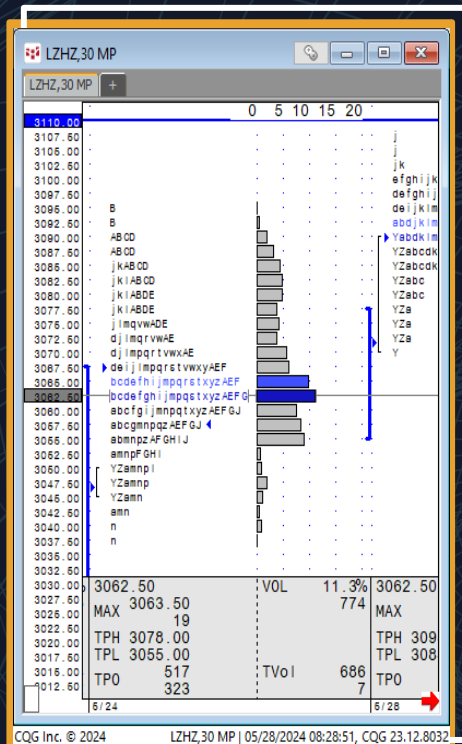 LZHZ,30 MP
LZHZ,30 MP +
0 5 10 15 20
3110.00
3107.50 j
3105.00 j
3102.50 jk
3100.00 efghijk
3097.50 defghij
3095.00 B deijklm
3092.50 B abdjklm
3090.00 ABCD Yabdklm
3087.50 ABCD YZabcdk
3085.00 jkABCD YZabcdk
3082.50 jklABCD YZabc
3080.00 jklABDE YZabc
3077.50 jklABDE YZa
3075.00 jlmqvwADE YZa
3072.50 djlmqrvwAE YZa
3070.00 djlmpqrtvwxAE Y
3067.50 deijlmpqrstvwxyAEF
3065.00 bcdefhijmpqrstxyzAEF
3062.50 bcdefghijmpqstxyzAEFG
3060.00 abcfgijmnpqtxyzAEFGJ
3057.50 abcgmnpqzAEFGJ
3055.00 abmnpzAFGHIJ
3052.50 amnpFGHI
3050.00 YZamnpI
3047.50 YZamnp
3045.00 YZamn
3042.50 amn
3040.00 n
3037.50 n
3035.00
3032.50
3030.00 3062.50 VOL 11.3% 3062.50
3027.50 MAX 3063.50 774 MAX
3025.00 19
3022.50
3020.00 TPH 3078.00 TPH 309
3017.50 TPL 3055.00 TPL 308
3015.00 TPO 517 TVol 686 TPO
3012.50 323 7
5/24 5/28
CQG Inc. © 2024 LZHZ,30 MP | 05/28/2024 08:28:51, CQG 23.12.8032